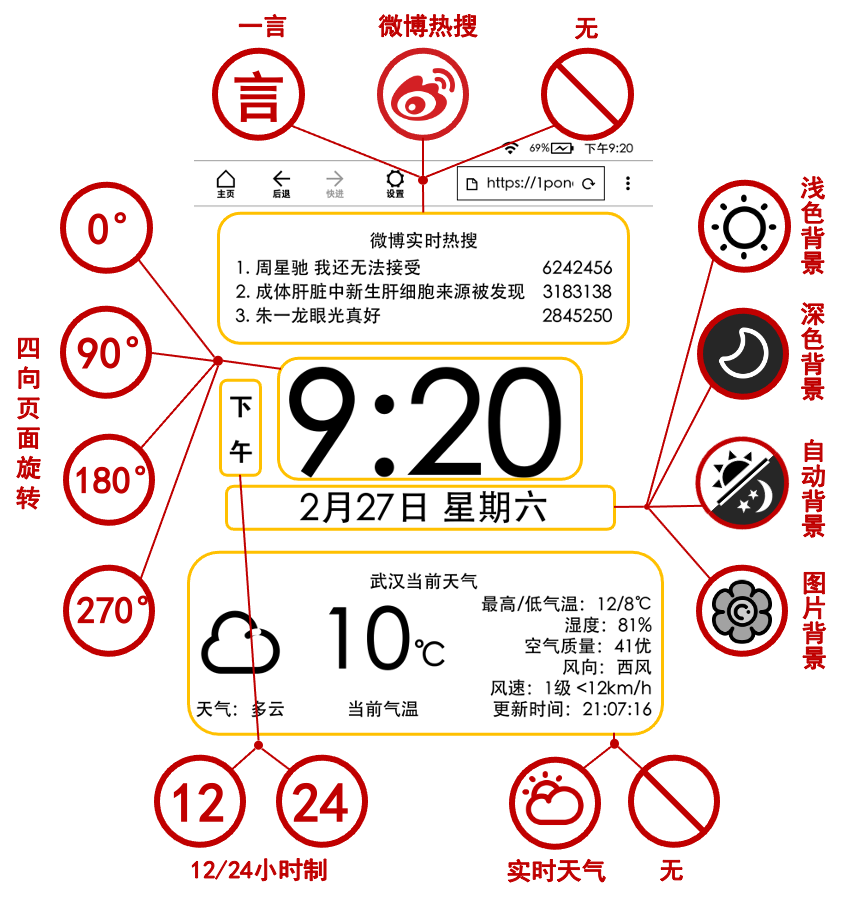 一言
微博热搜
无
言
69%
下午9:20
主页
后退
快进
设置
https://1pon
微博实时热搜
1. 周星驰 我还无法接受 6242456
2. 成体肝脏中新生肝细胞来源被发现 3183138
3. 朱一龙眼光真好 2845250
0°
90°
180°
270°
四向页面旋转
下午
9:20
2月27日 星期六
浅色背景
深色背景
自动背景
图片背景
武汉当前天气
10℃
天气：多云
当前气温
最高/低气温：12/8℃
湿度：81%
空气质量：41优
风向：西风
风速：1级 <12km/h
更新时间：21:07:16
12
24
12/24小时制
实时天气
无